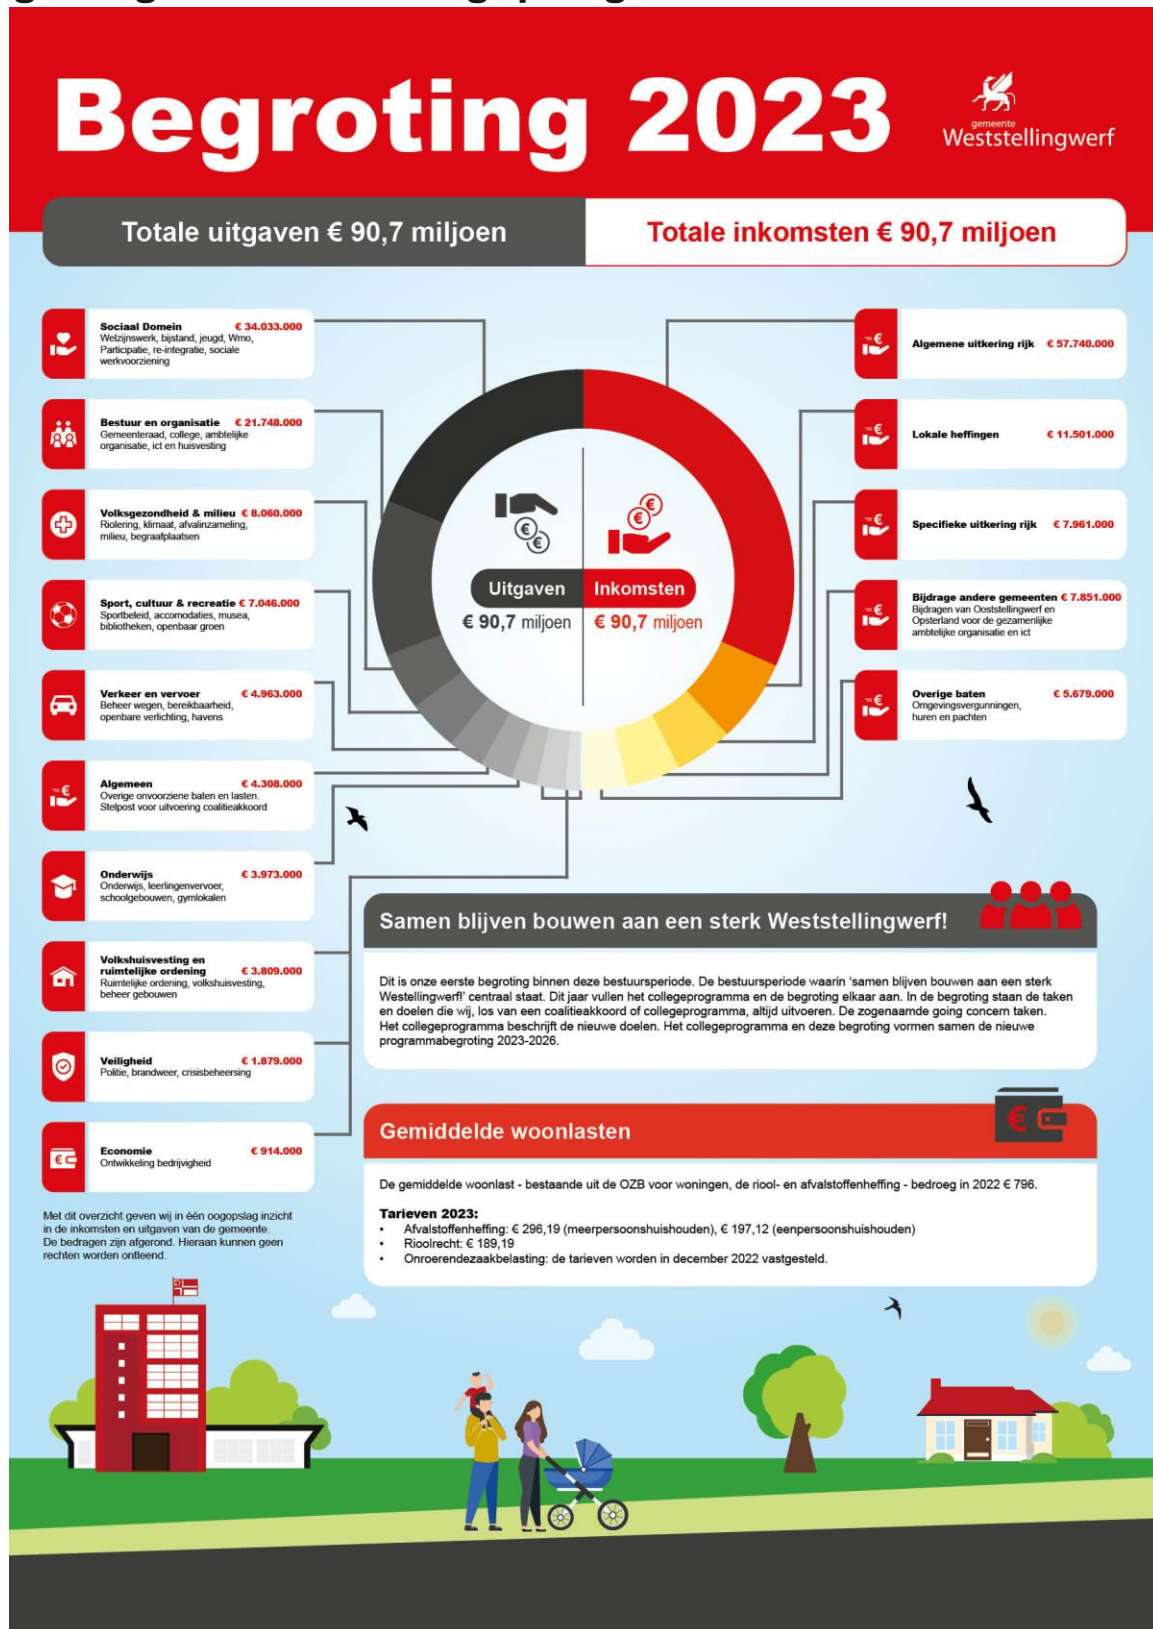 Begroting 2023
gemeente
Weststellingwerf
Totale uitgaven € 90,7 miljoen
Totale inkomsten € 90,7 miljoen
Sociaal Domein € 34.033.000
Welzijnswerk, bijstand, jeugd, Wmo,
Participatie, re-integratie, sociale
werkvoorziening
Bestuur en organisatie € 21.748.000
Gemeenteraad, college, ambtelijke
organisatie, ict en huisvesting
Volksgezondheid & milieu € 8.060.000
Riolering, klimaat, afvalinzameling,
milieu, begraafplaatsen
Sport, cultuur & recreatie € 7.046.000
Sportbeleid, accomodaties, musea,
bibliotheken, openbaar groen
Verkeer en vervoer € 4.963.000
Beheer wegen, bereikbaarheid,
openbare verlichting, havens
Algemeen € 4.308.000
Overige onvoorziene baten en lasten.
Stelpost voor uitvoering coalitieakkoord
Onderwijs € 3.973.000
Onderwijs, leerlingenvervoer,
schoolgebouwen, gymlokalen
Volkshuisvesting en
ruimtelijke ordening € 3.809.000
Ruimtelijke ordening, volkshuisvesting,
beheer gebouwen
Veiligheid € 1.879.000
Politie, brandweer, crisisbeheersing
Economie € 914.000
Ontwikkeling bedrijvigheid
Met dit overzicht geven wij in één oogopslag inzicht
in de inkomsten en uitgaven van de gemeente.
De bedragen zijn afgerond. Hieraan kunnen geen
rechten worden ontleend.
Uitgaven
€ 90,7 miljoen
Inkomsten
€ 90,7 miljoen
Algemene uitkering rijk € 57.740.000
Lokale heffingen € 11.501.000
Specifieke uitkering rijk € 7.961.000
Bijdrage andere gemeenten € 7.851.000
Bijdragen van Ooststellingwerf en
Opsterland voor de gezamenlijke
ambtelijke organisatie en ict
Overige baten € 5.679.000
Omgevingsvergunningen,
huren en pachten
Samen blijven bouwen aan een sterk Weststellingwerf!
Dit is onze eerste begroting binnen deze bestuursperiode. De bestuursperiode waarin ‘samen blijven bouwen aan een sterk
Westellingwerf!’ centraal staat. Dit jaar vullen het collegeprogramma en de begroting elkaar aan. In de begroting staan de taken
en doelen die wij, los van een coalitieakkoord of collegeprogramma, altijd uitvoeren. De zogenaamde going concern taken.
Het collegeprogramma beschrijft de nieuwe doelen. Het collegeprogramma en deze begroting vormen samen de nieuwe
programmabegroting 2023-2026.
Gemiddelde woonlasten
De gemiddelde woonlast - bestaande uit de OZB voor woningen, de riool- en afvalstoffenheffing - bedroeg in 2022 € 796.
Tarieven 2023:
• Afvalstoffenheffing: € 296,19 (meerpersoonshuishouden), € 197,12 (eenpersoonshuishouden)
• Rioolrecht: € 189,19
• Onroerendezaakbelasting: de tarieven worden in december 2022 vastgesteld.